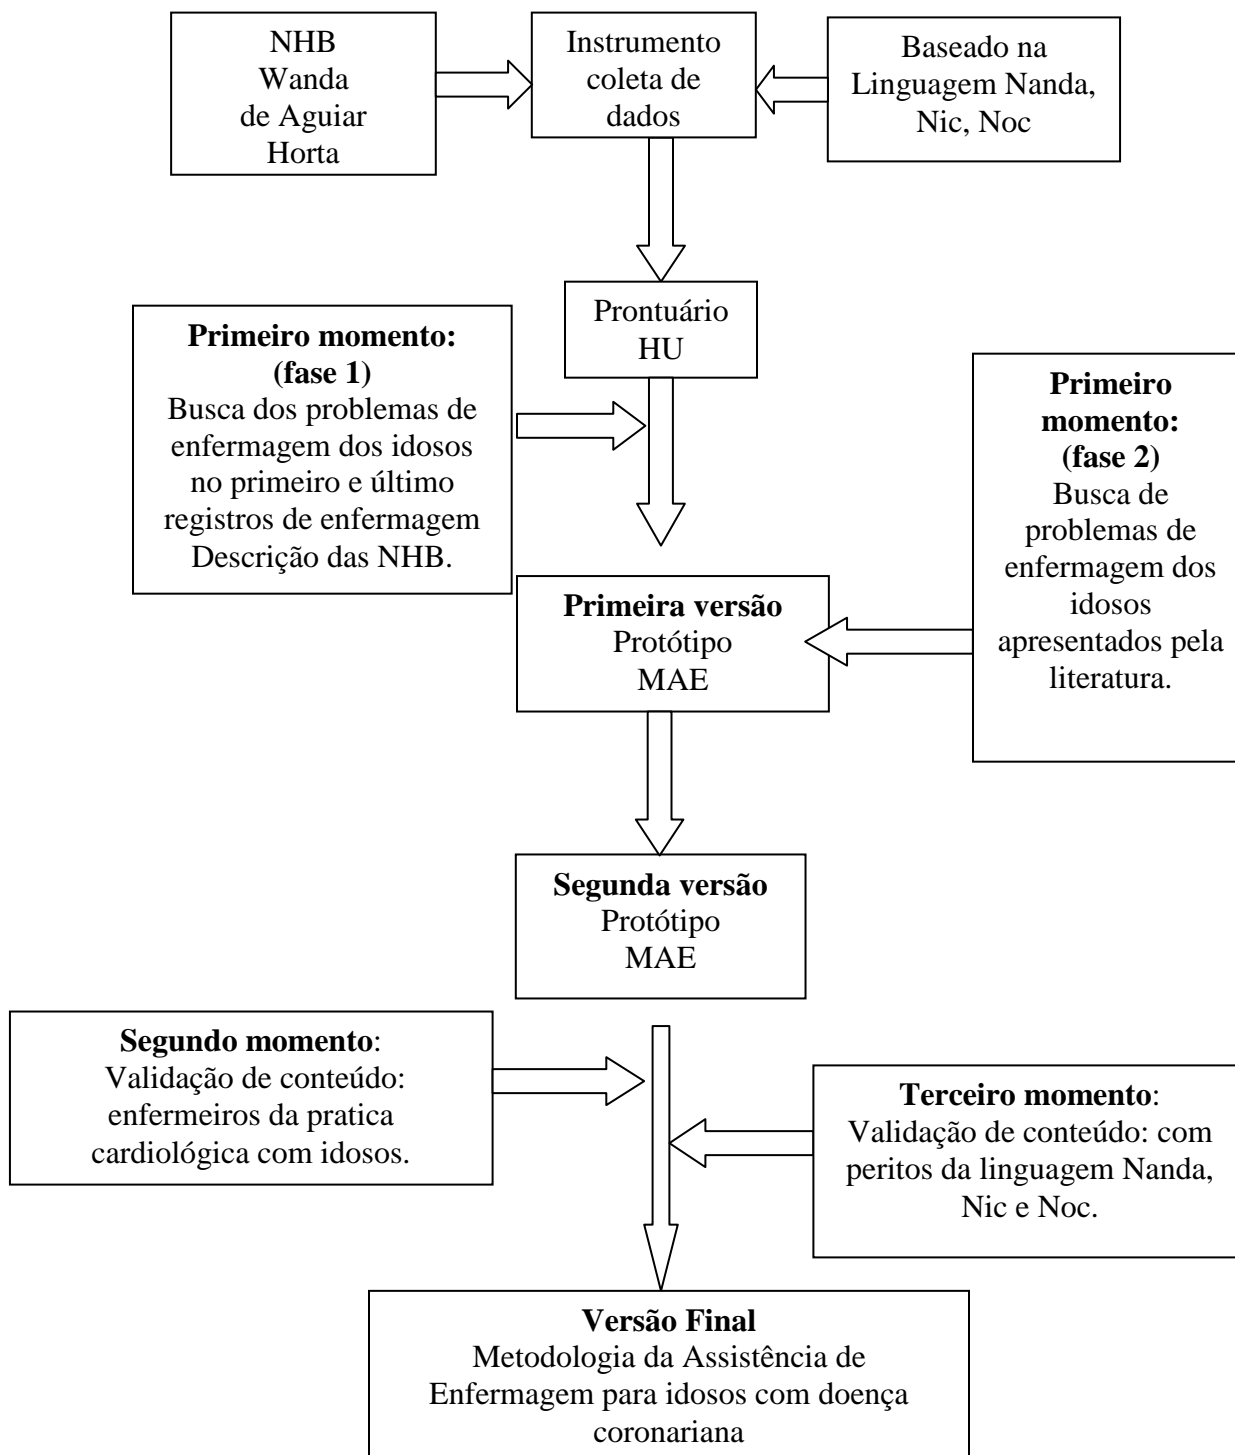 NHB
Wanda
de Aguiar
Horta
Instrumento
coleta de
dados
Baseado na
Linguagem Nanda,
Nic, Noc
Prontuário
HU
Primeiro momento:
(fase 1)
Busca dos problemas de
enfermagem dos idosos
no primeiro e último
registros de enfermagem
Descrição das NHB.
Primeiro
momento:
(fase 2)
Busca de
problemas de
enfermagem dos
idosos
apresentados pela
literatura.
Primeira versão
Protótipo
MAE
Segunda versão
Protótipo
MAE
Segundo momento:
Validação de conteúdo:
enfermeiros da pratica
cardiológica com idosos.
Terceiro momento:
Validação de conteúdo: com
peritos da linguagem Nanda,
Nic e Noc.
Versão Final
Metodologia da Assistência de
Enfermagem para idosos com doença
coronariana